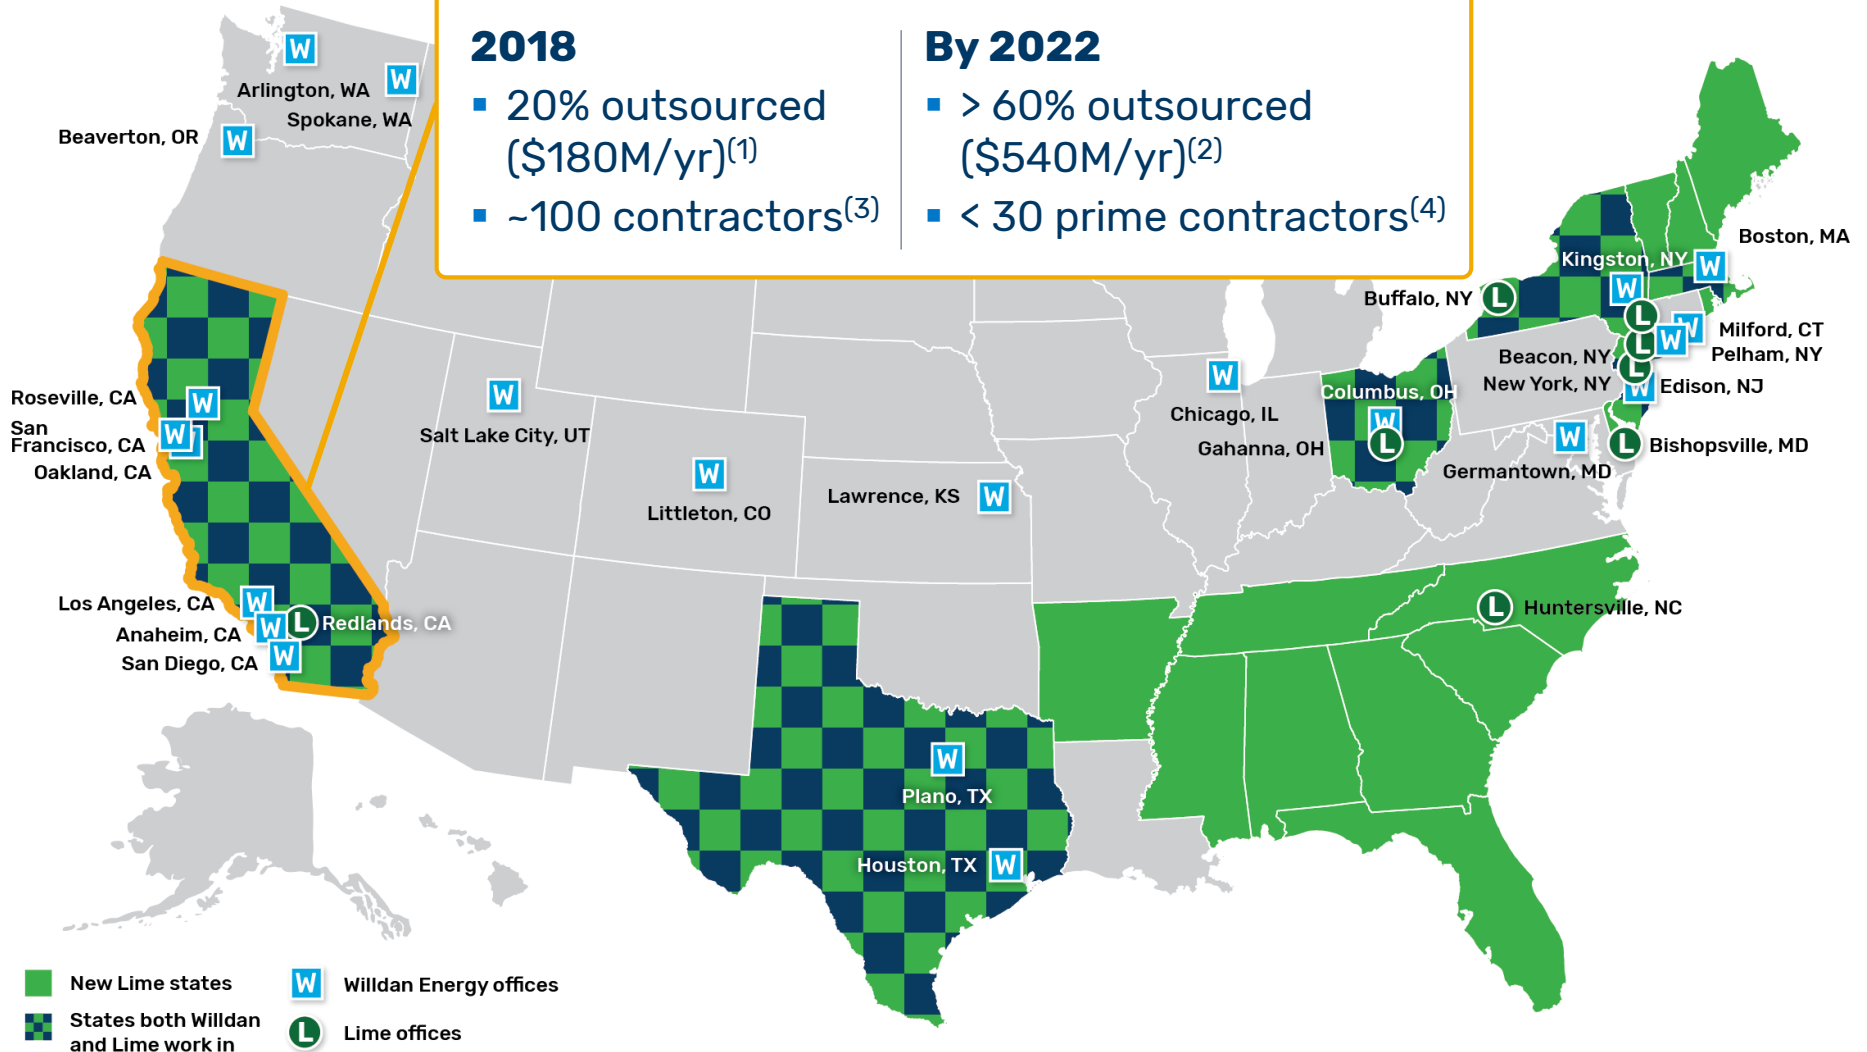 2018
▪ 20% outsourced
($180M/yr)(1)
▪ ~100 contractors(3)
By 2022
▪ > 60% outsourced
($540M/yr)(2)
▪ < 30 prime contractors(4)
W
Arlington, WA
W
Spokane, WA
Beaverton, OR
W
Boston, MA
W
Kingston, NY
W
Buffalo, NY
L
L
W
Milford, CT
W
Pelham, NY
L
Beacon, NY
L
New York, NY
W
Edison, NJ
Roseville, CA
W
San
Francisco, CA
W
Oakland, CA
W
Salt Lake City, UT
W
Chicago, IL
Columbus, OH
W
Gahanna, OH
L
W
Germantown, MD
L
Bishopsville, MD
W
Littleton, CO
Lawrence, KS
W
Los Angeles, CA
W
Anaheim, CA
W
L
Redlands, CA
San Diego, CA
W
L
Huntersville, NC
W
Plano, TX
Houston, TX
W
New Lime states
W
Willdan Energy offices
States both Willdan
and Lime work in
L
Lime offices